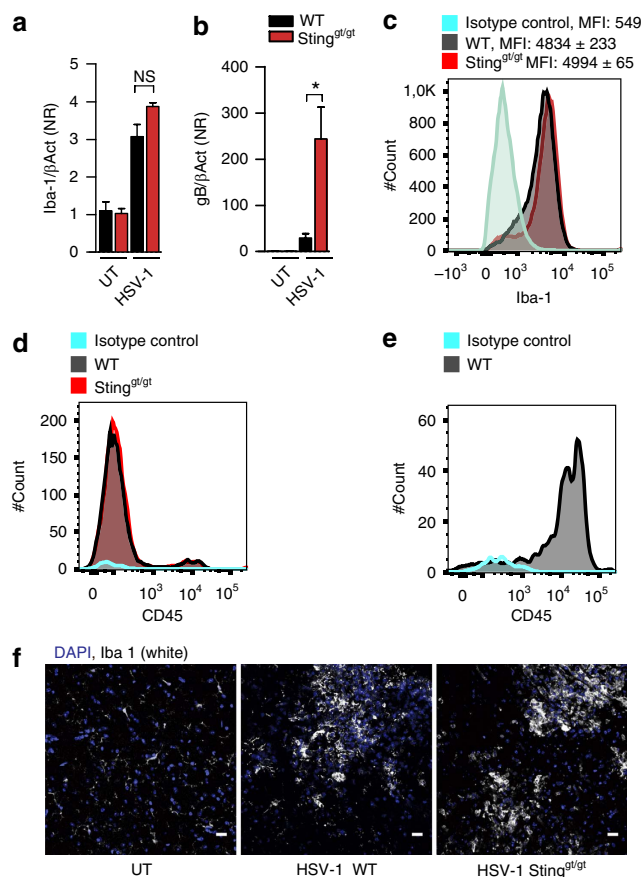 a
NS
Iba-1/βAct (NR)
5
4
3
2
1
0
UT
HSV-1
b
WT
Sting^gt/gt
*
gB/βAct (NR)
400
300
200
100
0
UT
HSV-1
c
Isotype control, MFI: 549
WT, MFI: 4834 ± 233
Sting^gt/gt MFI: 4994 ± 65
#Count
1,0K
800
600
400
200
0
−10^3 0 10^3 10^4 10^5
Iba-1
d
Isotype control
WT
Sting^gt/gt
#Count
200
150
100
50
0
0 10^3 10^4 10^5
CD45
e
Isotype control
WT
#Count
60
40
20
0
0 10^3 10^4 10^5
CD45
f
DAPI, Iba 1 (white)
UT
HSV-1 WT
HSV-1 Sting^gt/gt